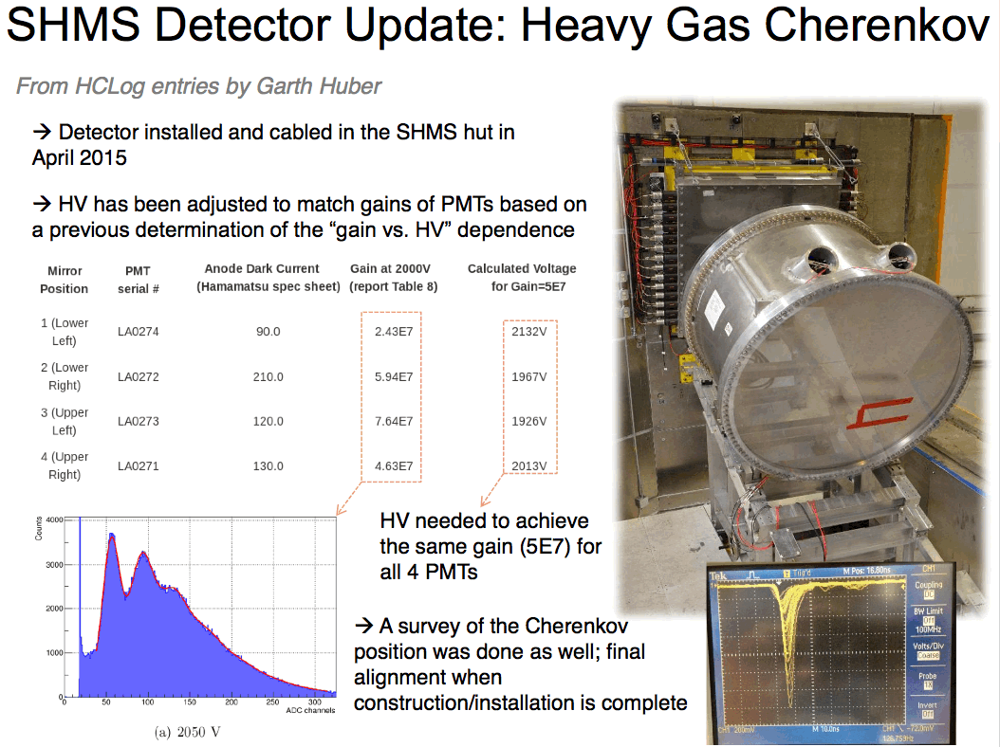 SHMS Detector Update: Heavy Gas Cherenkov
From HCLog entries by Garth Huber
→ Detector installed and cabled in the SHMS hut in
April 2015
→ HV has been adjusted to match gains of PMTs based on
a previous determination of the “gain vs. HV” dependence
Mirror Position PMT serial # Anode Dark Current (Hamamatsu spec sheet) Gain at 2000V (report Table 8) Calculated Voltage for Gain=5E7
1 (Lower Left) LA0274 90.0 2.43E7 2132V
2 (Lower Right) LA0272 210.0 5.94E7 1967V
3 (Upper Left) LA0273 120.0 7.64E7 1926V
4 (Upper Right) LA0271 130.0 4.63E7 2013V
HV needed to achieve
the same gain (5E7) for
all 4 PMTs
Counts
4000
3000
2000
1000
0
0 50 100 150 200 250 300
ADC channels
(a) 2050 V
→ A survey of the Cherenkov
position was done as well; final
alignment when
construction/installation is complete
Tek M Pos: 16.80ns CH1
Coupling
DC
BW Limit
Off
100MHz
Volts/Div
Coarse
Probe
1X
Invert
Off
CH1 200mV M 10.0ns CH1 -72.0mV